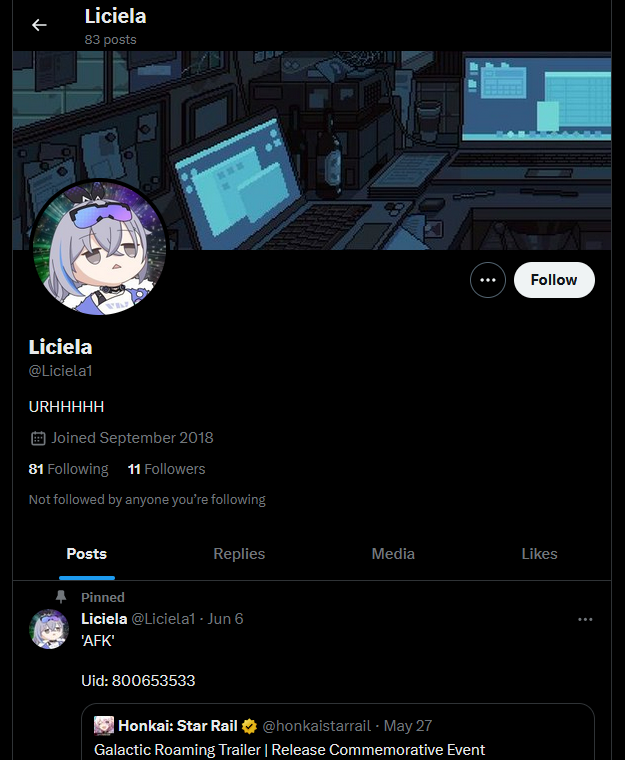 Liciela
83 posts
Follow
Liciela
@Liciela1
URHHHHH
Joined September 2018
81 Following 11 Followers
Not followed by anyone you're following
Posts Replies Media Likes
Pinned
Liciela @Liciela1 · Jun 6
'AFK'
Uid: 800653533
Honkai: Star Rail @honkaistarrail · May 27
Galactic Roaming Trailer | Release Commemorative Event